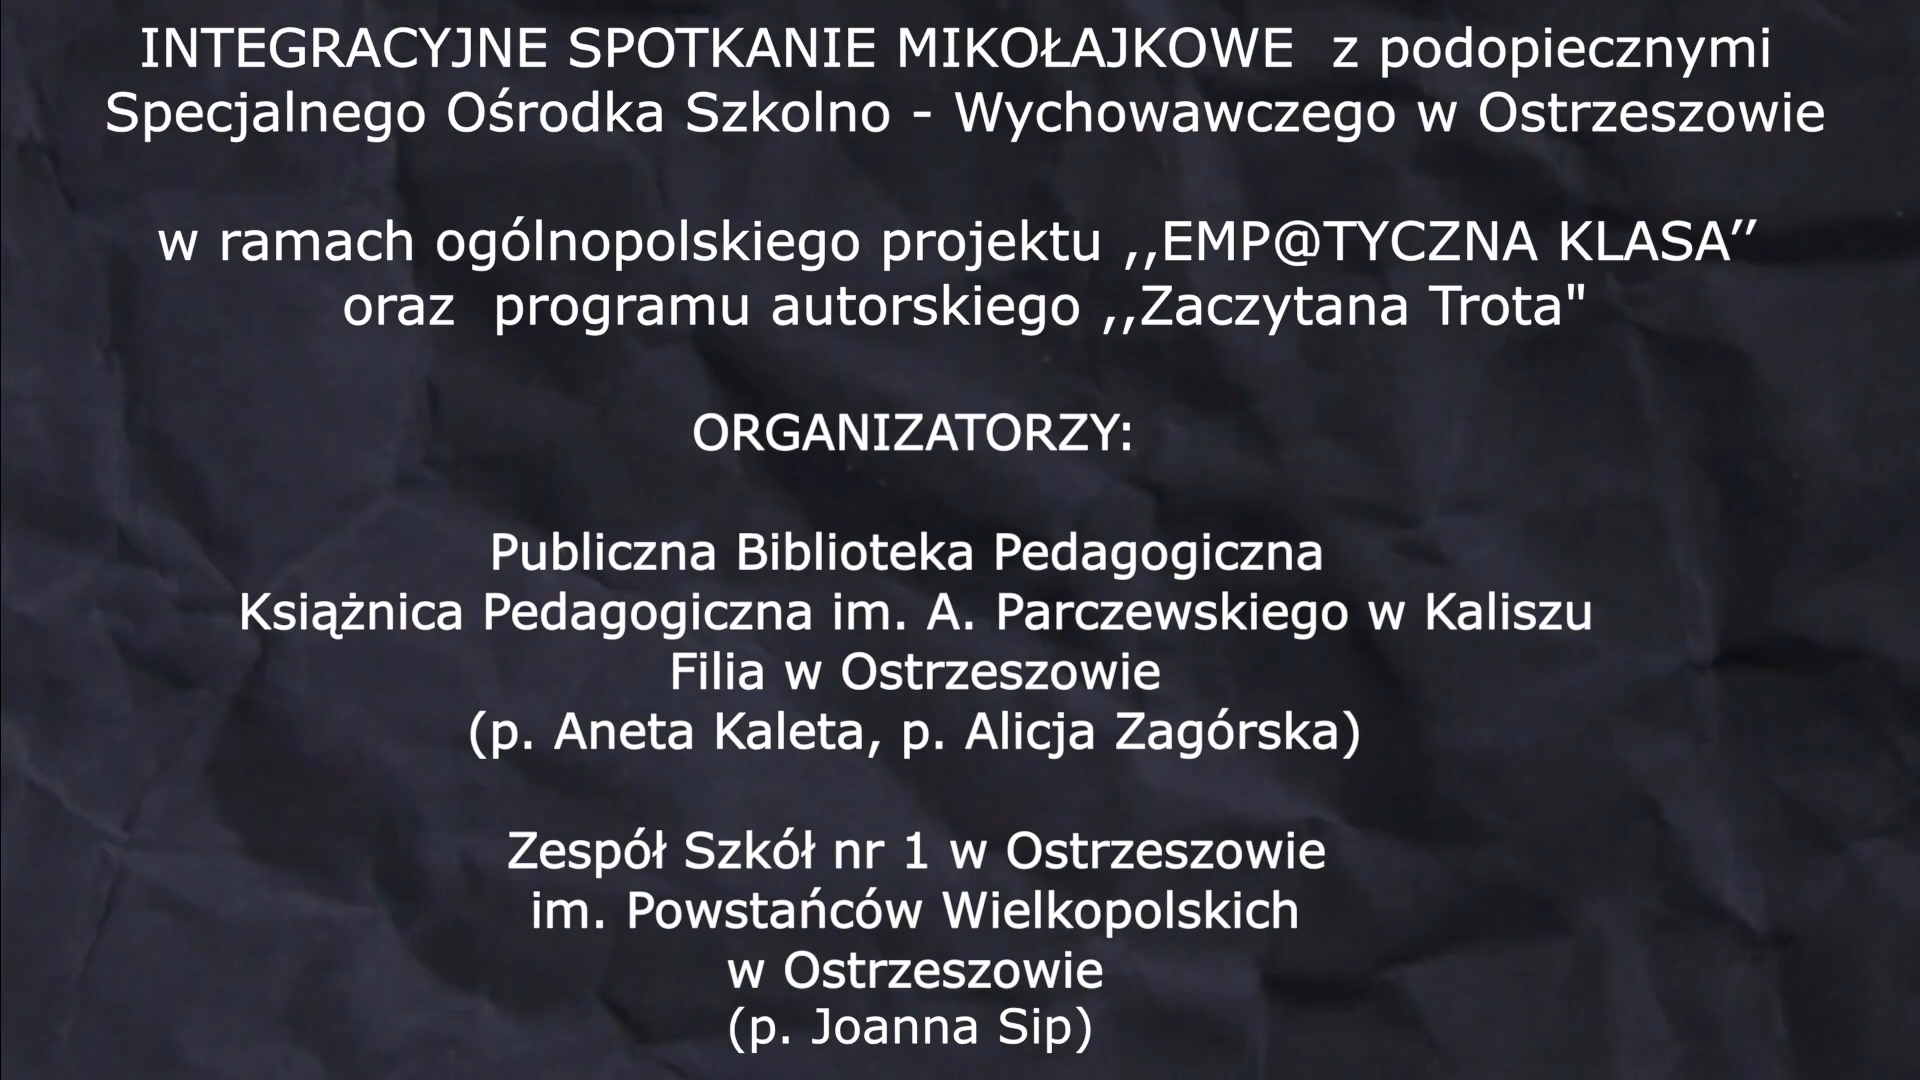 INTEGRACYJNE SPOTKANIE MIKOŁAJKOWE  z podopiecznymi
Specjalnego Ośrodka Szkolno - Wychowawczego w Ostrzeszowie
w ramach ogólnopolskiego projektu ,,EMP@TYCZNA KLASA’’
oraz  programu autorskiego ,,Zaczytana Trota"
ORGANIZATORZY:
Publiczna Biblioteka Pedagogiczna
Książnica Pedagogiczna im. A. Parczewskiego w Kaliszu
Filia w Ostrzeszowie
(p. Aneta Kaleta, p. Alicja Zagórska)
Zespół Szkół nr 1 w Ostrzeszowie
im. Powstańców Wielkopolskich
w Ostrzeszowie
(p. Joanna Sip)